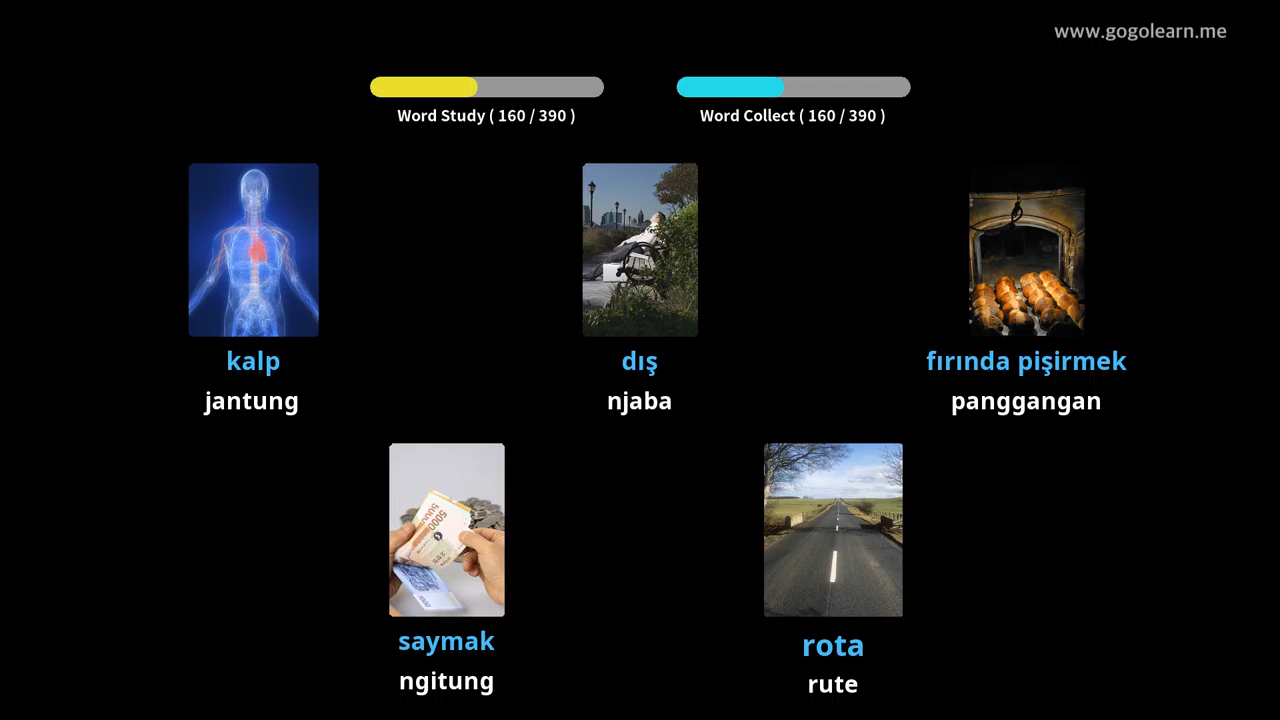 www.gogolearn.me
Word Study ( 160 / 390 )
Word Collect ( 160 / 390 )
kalp
jantung
dış
njaba
fırında pişirmek
panggangan
5000
saymak
ngitung
rota
rute